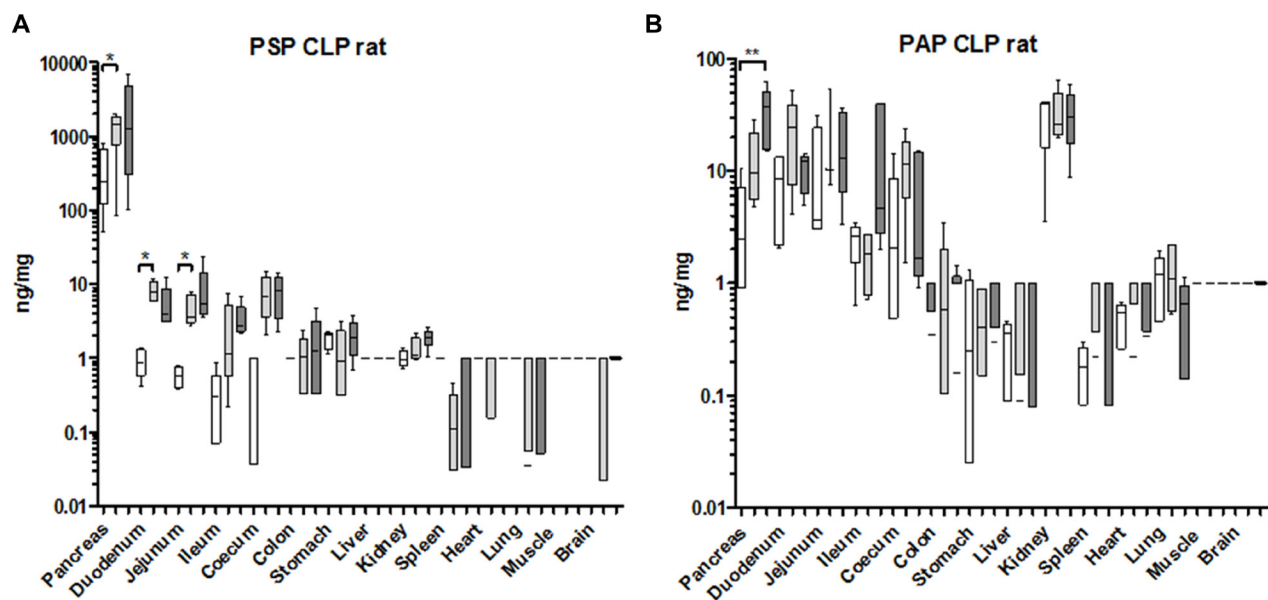 A
PSP CLP rat
10000
1000
100
10
1
0.1
0.01
ng/mg
*
*
*
Pancreas
Duodenum
Jejunum
Ileum
Coecum
Colon
Stomach
Liver
Kidney
Spleen
Heart
Lung
Muscle
Brain
B
PAP CLP rat
100
10
1
0.1
0.01
ng/mg
**
Pancreas
Duodenum
Jejunum
Ileum
Coecum
Colon
Stomach
Liver
Kidney
Spleen
Heart
Lung
Muscle
Brain